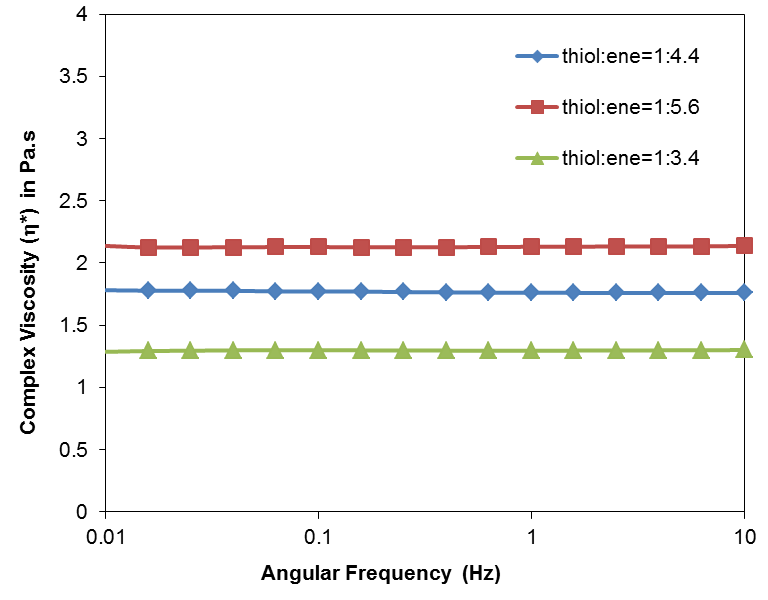 4
3.5
3
2.5
2
1.5
1
0.5
0
0.01
0.1
1
10
Complex Viscosity (η*) in Pa.s
Angular Frequency (Hz)
thiol:ene=1:4.4
thiol:ene=1:5.6
thiol:ene=1:3.4